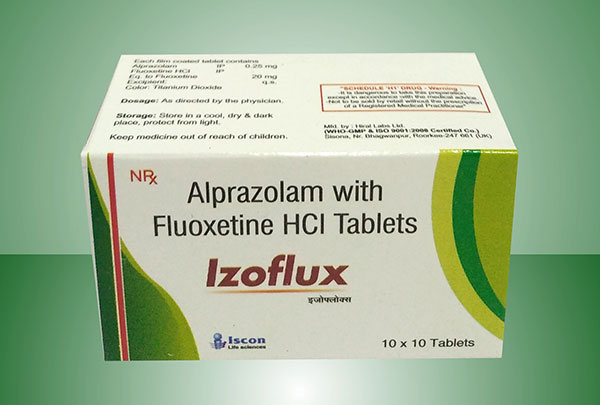 Each film coated tablet contains
Alprazolam IP 0.25 mg
Fluoxetine HCl IP
Eq. to Fluoxetine 20 mg
Excipient: q.s.
Color: Titanium Dioxide
Dosage: As directed by the physician.
Storage: Store in a cool, dry & dark
place, protect from light.
Keep medicine out of reach of children.
"SCHEDULE 'H1' DRUG - Warning :
-It is dangerous to take this preparation
except in accordance with the medical advice.
-Not to be sold by retail without the prescription
of a Registered Medical Practitioner"
Mfd. by : Hiral Labs Ltd.
(WHO-GMP & ISO 9001:2008 Certified Co.)
Sisona, Nr. Bhagwanpur, Roorkee-247 661 (UK)
NRx
Alprazolam with
Fluoxetine HCl Tablets
Izoflux
इजोफ्लोक्स
Iscon
Life sciences
10 x 10 Tablets